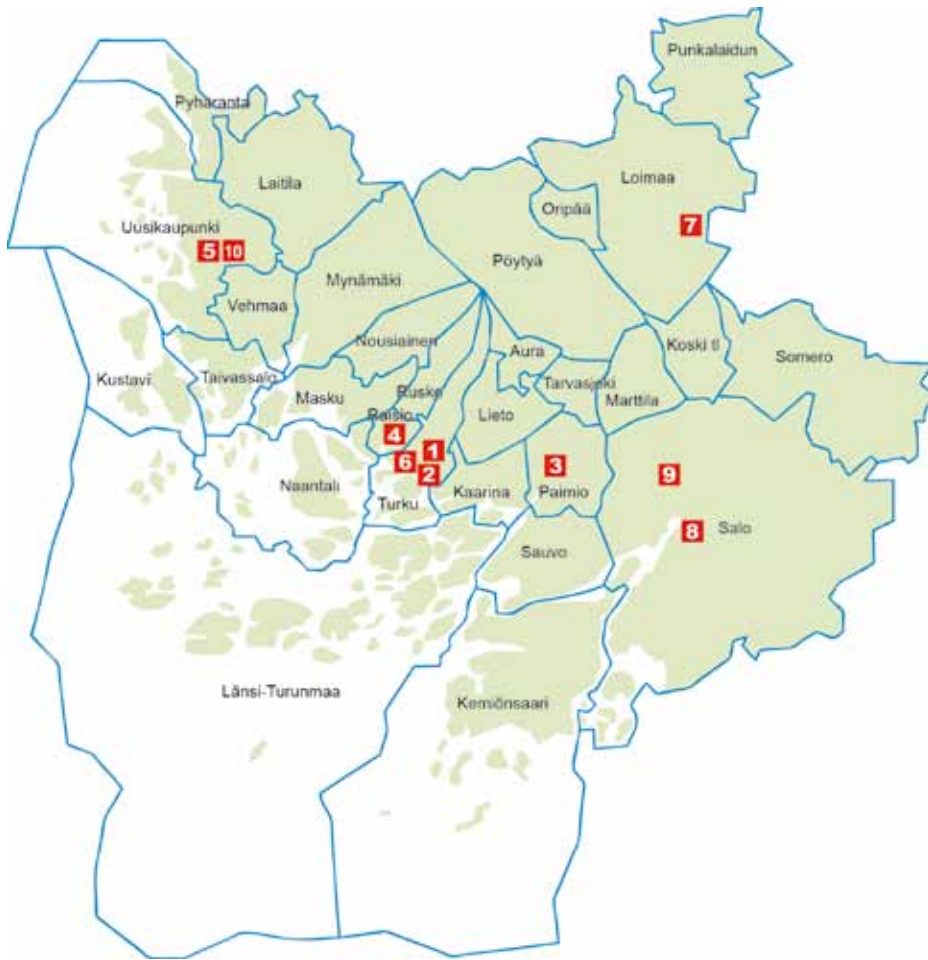 Punkalaidun
Pyhäranta
Laitila
Loimaa
Oripää
7
Uusikaupunki
5 10
Pöytyä
Mynämäki
Vehmaa
Nousiainen
Koski tl
Aura
Somero
Kustavi
Taivassalo
Tarvasjoki
Rusko
Masku
Marttila
Raisio
Lieto
4
1
6
3
2
9
Naantali
Kaarina
Paimio
Turku
8
Salo
Sauvo
Länsi-Turunmaa
Kemiönsaari